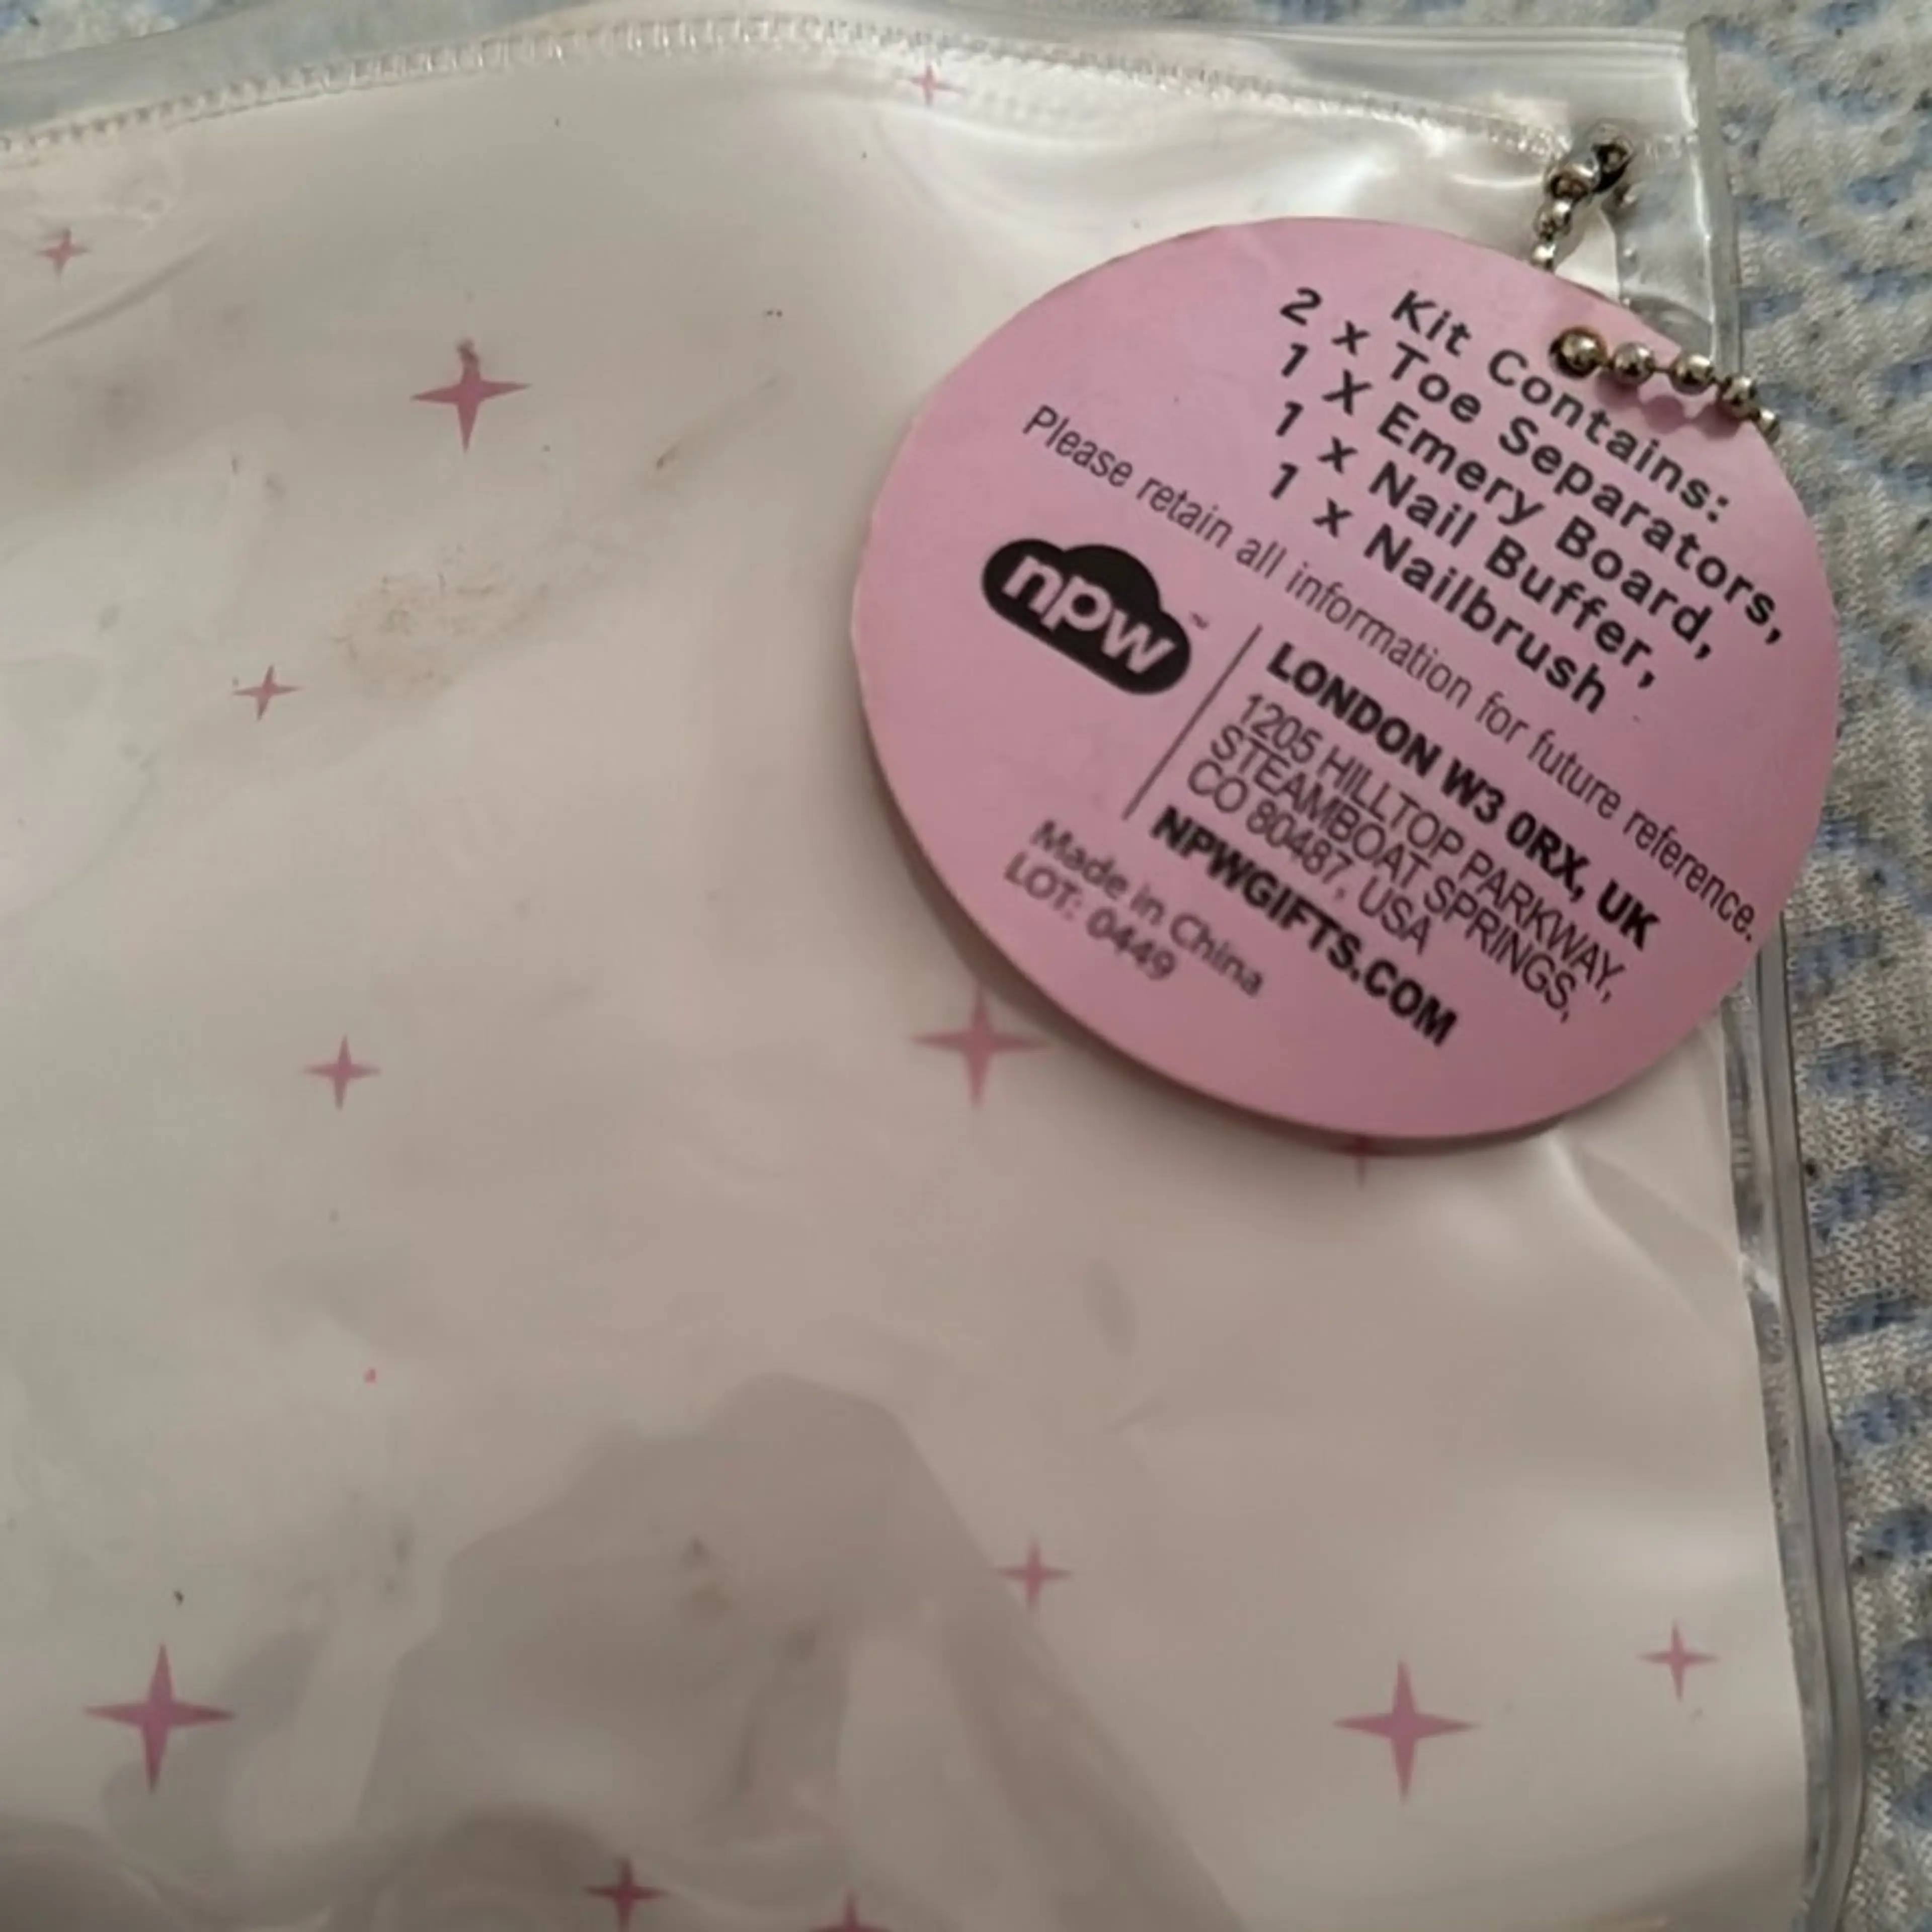 Kit Contains:
2 x Toe Separators,
1 X Emery Board,
1 x Nail Buffer,
1 x Nailbrush
Please retain all information for future reference.
npw™
LONDON W3 0RX, UK
1205 HILLTOP PARKWAY,
STEAMBOAT SPRINGS,
CO 80487, USA
NPWGIFTS.COM
Made in China
LOT: 0449